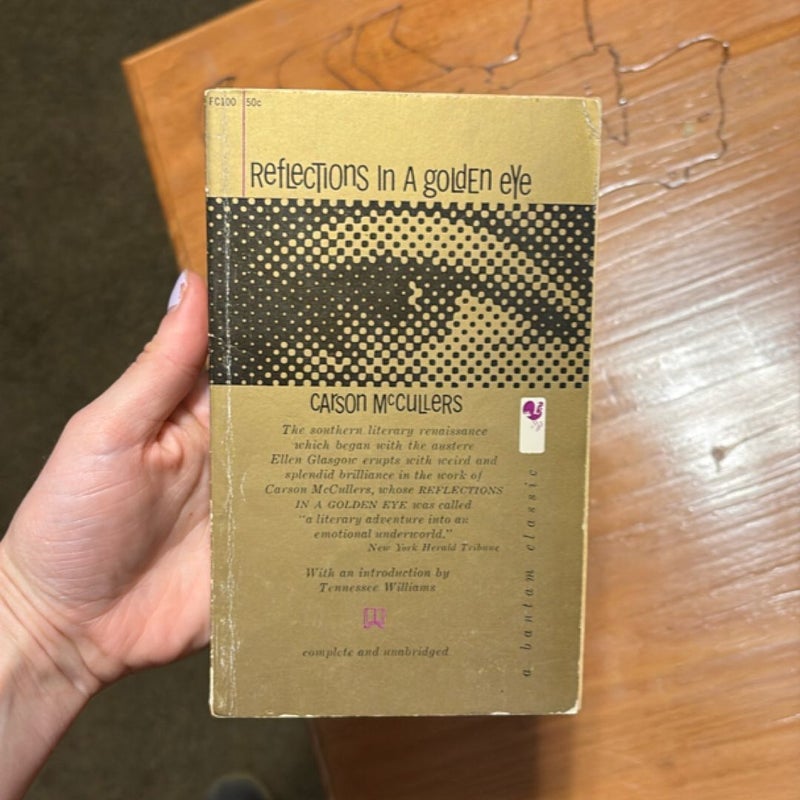 FC100 50c
Reflections In A golden eye
Carson McCullers
The southern literary renaissance
which began with the austere
Ellen Glasgow erupts with weird and
splendid brilliance in the work of
Carson McCullers, whose REFLECTIONS
IN A GOLDEN EYE was called
"a literary adventure into an
emotional underworld."
New York Herald Tribune
With an introduction by
Tennessee Williams
complete and unabridged
a bantam classic